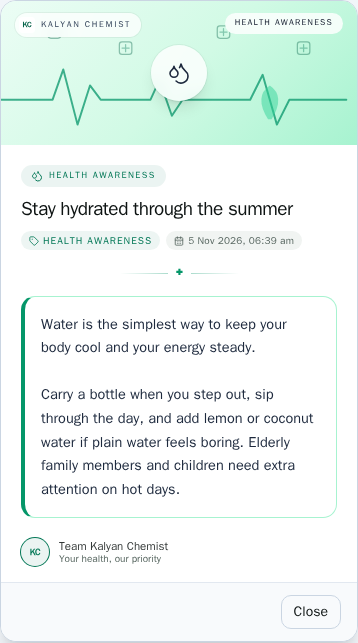 KC KALYAN CHEMIST
HEALTH AWARENESS
HEALTH AWARENESS
Stay hydrated through the summer
HEALTH AWARENESS
5 Nov 2026, 06:39 am
Water is the simplest way to keep your
body cool and your energy steady.
Carry a bottle when you step out, sip
through the day, and add lemon or coconut
water if plain water feels boring. Elderly
family members and children need extra
attention on hot days.
KC
Team Kalyan Chemist
Your health, our priority
Close